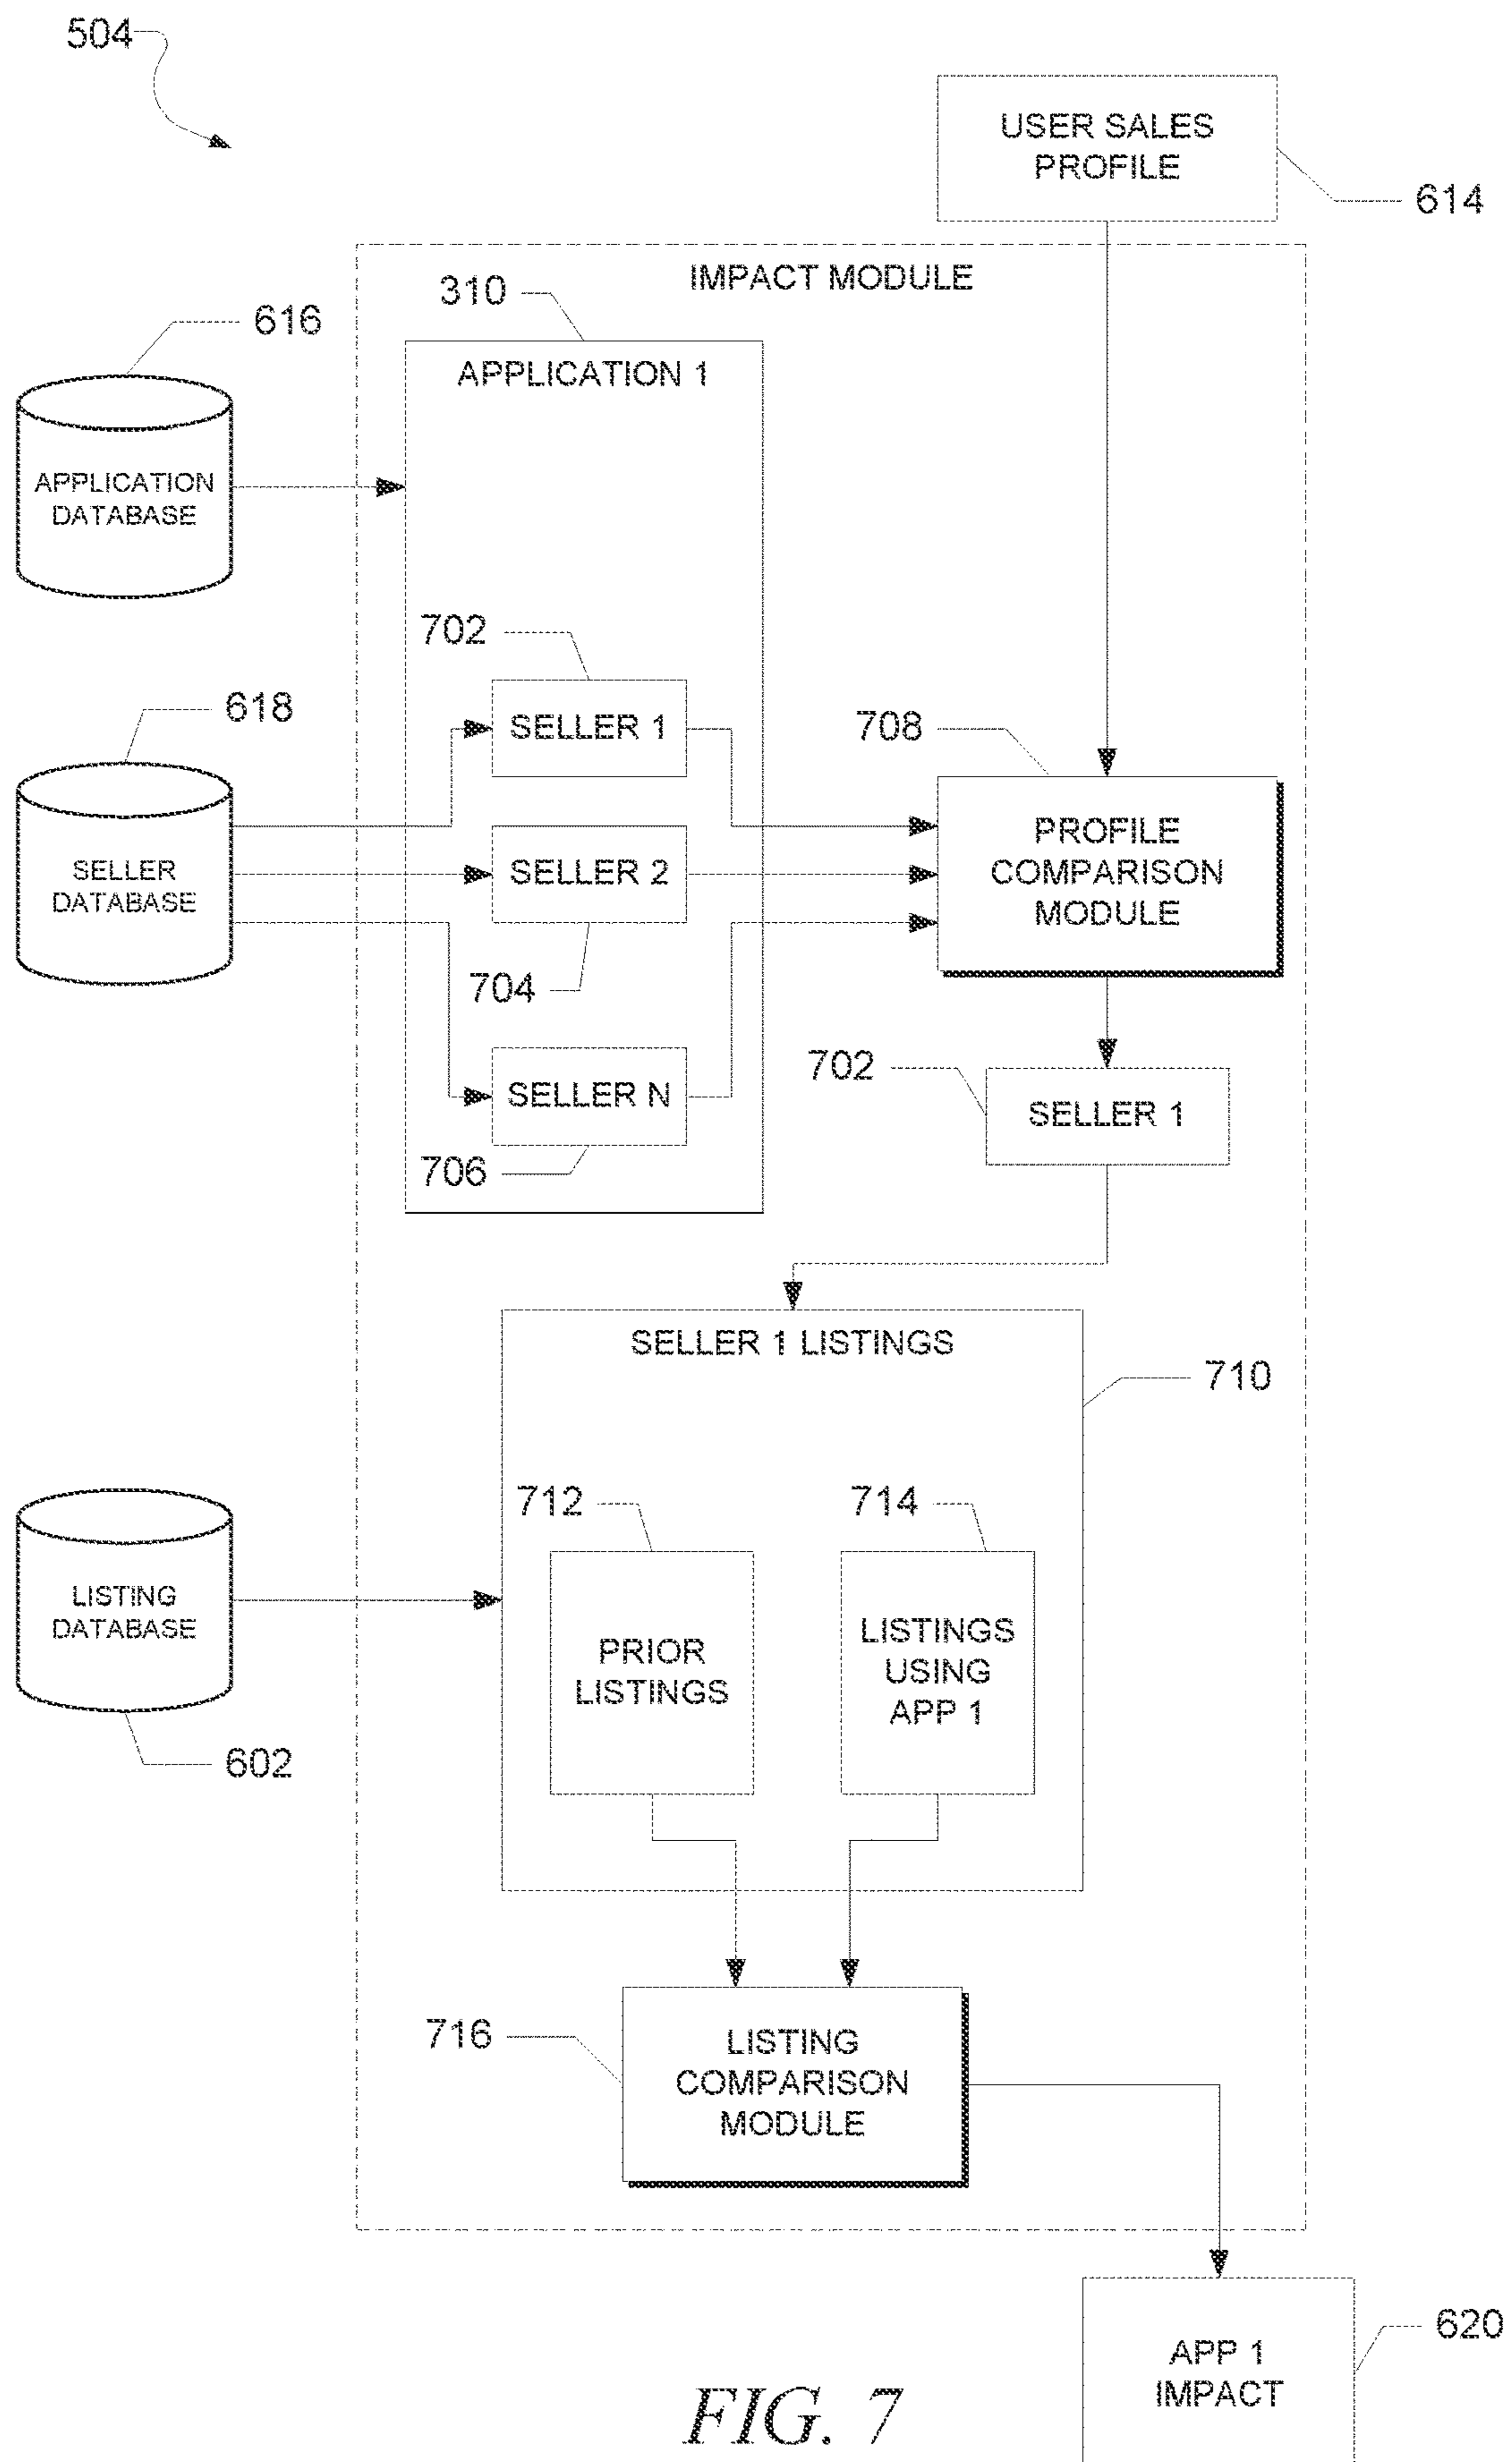 504
USER SALES
PROFILE
614
IMPACT MODULE
310
616
APPLICATION 1
APPLICATION
DATABASE
702
618
SELLER 1
708
SELLER
DATABASE
SELLER 2
PROFILE
COMPARISON
MODULE
704
702
SELLER N
SELLER 1
706
SELLER 1 LISTINGS
710
712
714
LISTING
DATABASE
PRIOR
LISTINGS
LISTINGS
USING
APP 1
602
716
LISTING
COMPARISON
MODULE
620
APP 1
IMPACT
FIG. 7